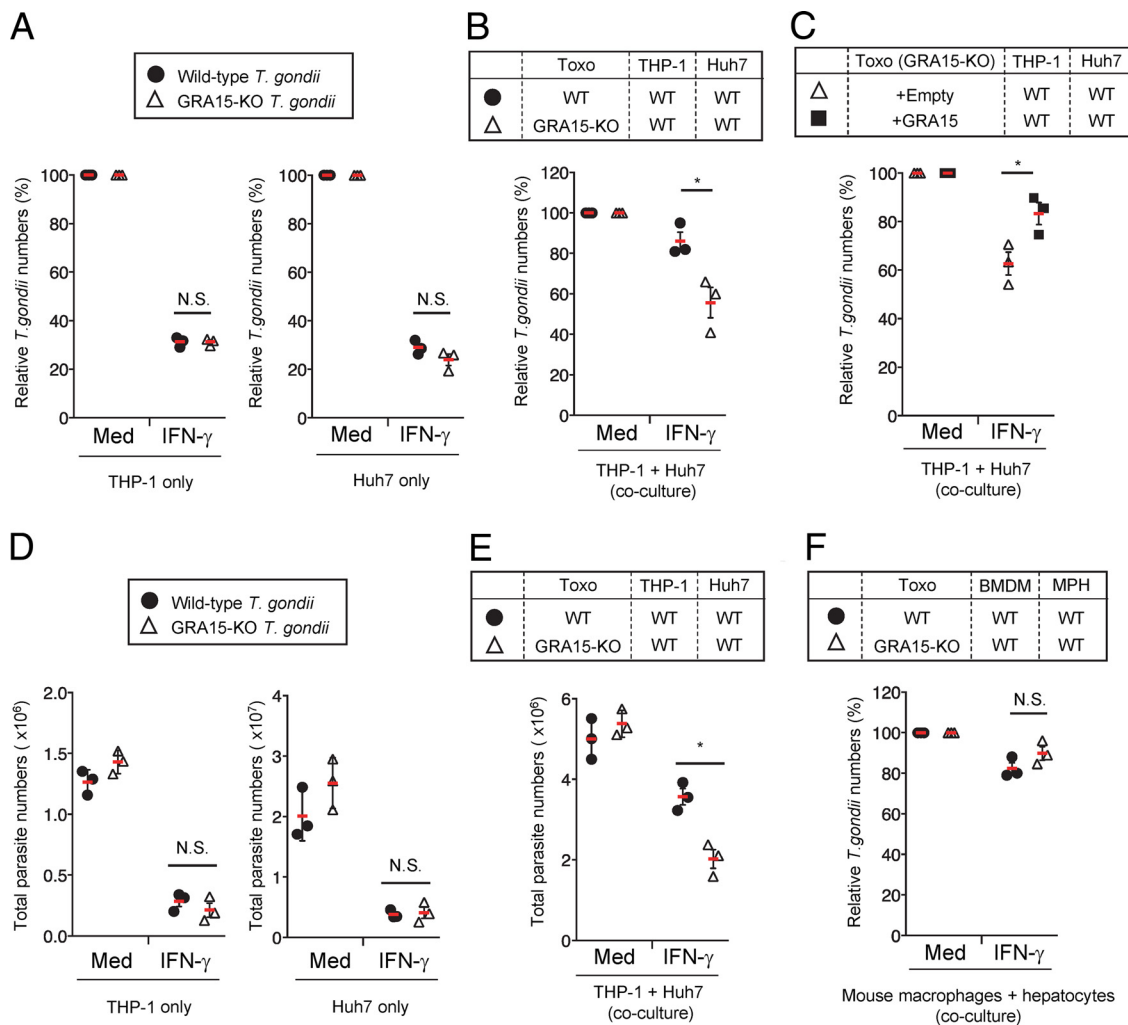 A
Wild-type T. gondii
GRA15-KO T. gondii
Relative T.gondii numbers (%)
100
80
60
40
20
0
N.S.
Med IFN-γ
THP-1 only
Relative T.gondii numbers (%)
100
80
60
40
20
0
N.S.
Med IFN-γ
Huh7 only
B
Toxo THP-1 Huh7
WT WT WT
GRA15-KO WT WT
Relative T.gondii numbers (%)
120
100
80
60
40
20
0
*
Med IFN-γ
THP-1 + Huh7
(co-culture)
C
Toxo (GRA15-KO) THP-1 Huh7
+Empty WT WT
+GRA15 WT WT
Relative T.gondii numbers (%)
100
80
60
40
20
0
*
Med IFN-γ
THP-1 + Huh7
(co-culture)
D
Wild-type T. gondii
GRA15-KO T. gondii
Total parasite numbers ( x10⁶)
2.0
1.5
1.0
0.5
0.0
N.S.
Med IFN-γ
THP-1 only
Total parasite numbers ( x10⁷)
4
3
2
1
0
N.S.
Med IFN-γ
Huh7 only
E
Toxo THP-1 Huh7
WT WT WT
GRA15-KO WT WT
Total parasite numbers ( x10⁶)
6
4
2
0
*
Med IFN-γ
THP-1 + Huh7
(co-culture)
F
Toxo BMDM MPH
WT WT WT
GRA15-KO WT WT
Relative T.gondii numbers (%)
120
100
80
60
40
20
0
N.S.
Med IFN-γ
Mouse macrophages + hepatocytes
(co-culture)